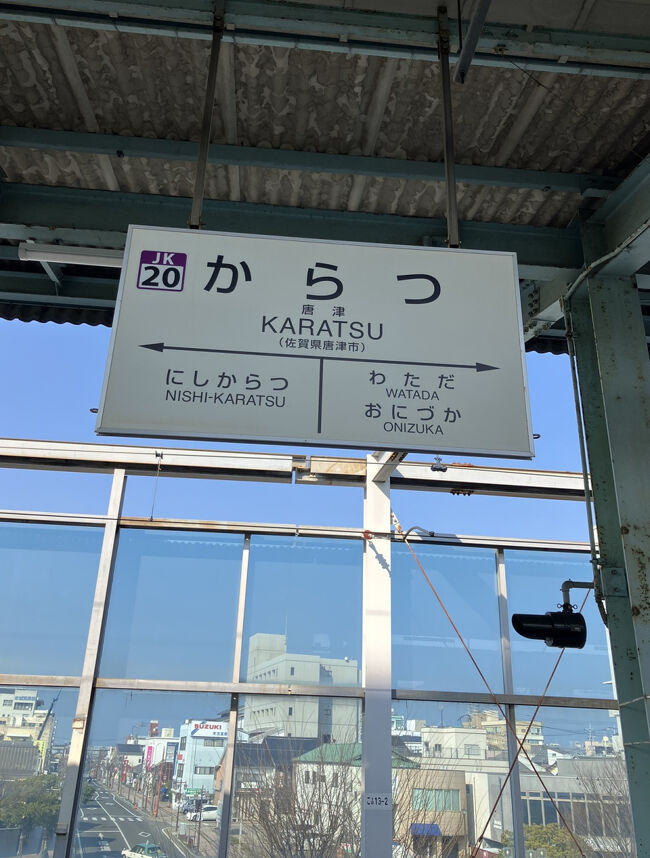 JK
20
からつ
唐津
KARATSU
(佐賀県唐津市)
にしからつ
NISHI-KARATSU
わただ
WATADA
おにづか
ONIZUKA
SUZUKI